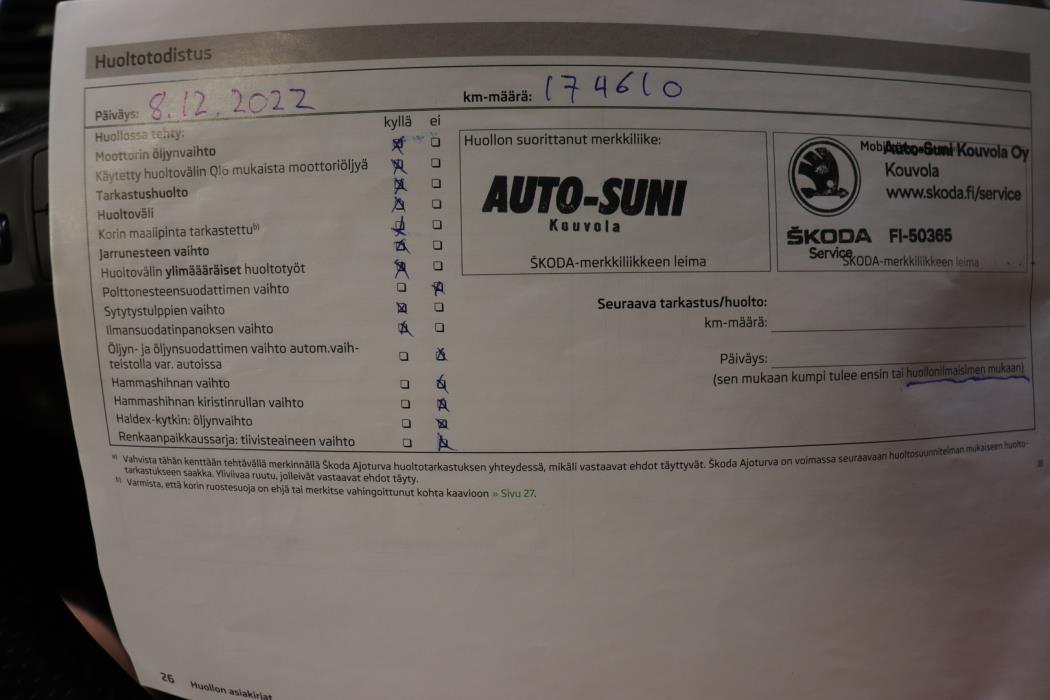 Huoltotodistus
Päiväys: 8.12.2022
km-määrä: 174610
Huollossa tehty:
kyllä ei
Moottorin öljynvaihto
Käytetty huoltovälin QI6 mukaista moottoriöljyä
Tarkastushuolto
Huoltoväli
Korin maalipinta tarkastettu b)
Jarrunesteen vaihto
Huoltovälin ylimääräiset huoltotyöt
Polttonesteensuodattimen vaihto
Sytytystulppien vaihto
Ilmansuodatinpanoksen vaihto
Öljyn- ja öljynsuodattimen vaihto autom.vaih-
teistolla var. autoissa
Hammashihnan vaihto
Hammashihnan kiristinrullan vaihto
Haldex-kytkin: öljynvaihto
Renkaanpaikkaussarja: tiivisteaineen vaihto
Huollon suorittanut merkkiliike:
AUTO-SUNI
Kouvola
ŠKODA-merkkiliikkeen leima
Auto-Suni Kouvola Oy
Kouvola
www.skoda.fi/service
ŠKODA FI-50365
Service
ŠKODA-merkkiliikkeen leima
Seuraava tarkastus/huolto:
km-määrä:
Päiväys:
(sen mukaan kumpi tulee ensin tai huollonilmaisimen mukaan)
a) Vahvista tähän kenttään tehtävällä merkinnällä Škoda Ajoturva huoltotarkastuksen yhteydessä, mikäli vastaavat ehdot täyttyvät. Škoda Ajoturva on voimassa seuraavaan huoltosuunnitelman mukaiseen huolto-
tarkastukseen saakka. Yliviivaa ruutu, jolleivät vastaavat ehdot täyty.
b) Varmista, että korin ruostesuoja on ehjä tai merkitse vahingoittunut kohta kaavioon » Sivu 27.
26 Huollon asiakirjat